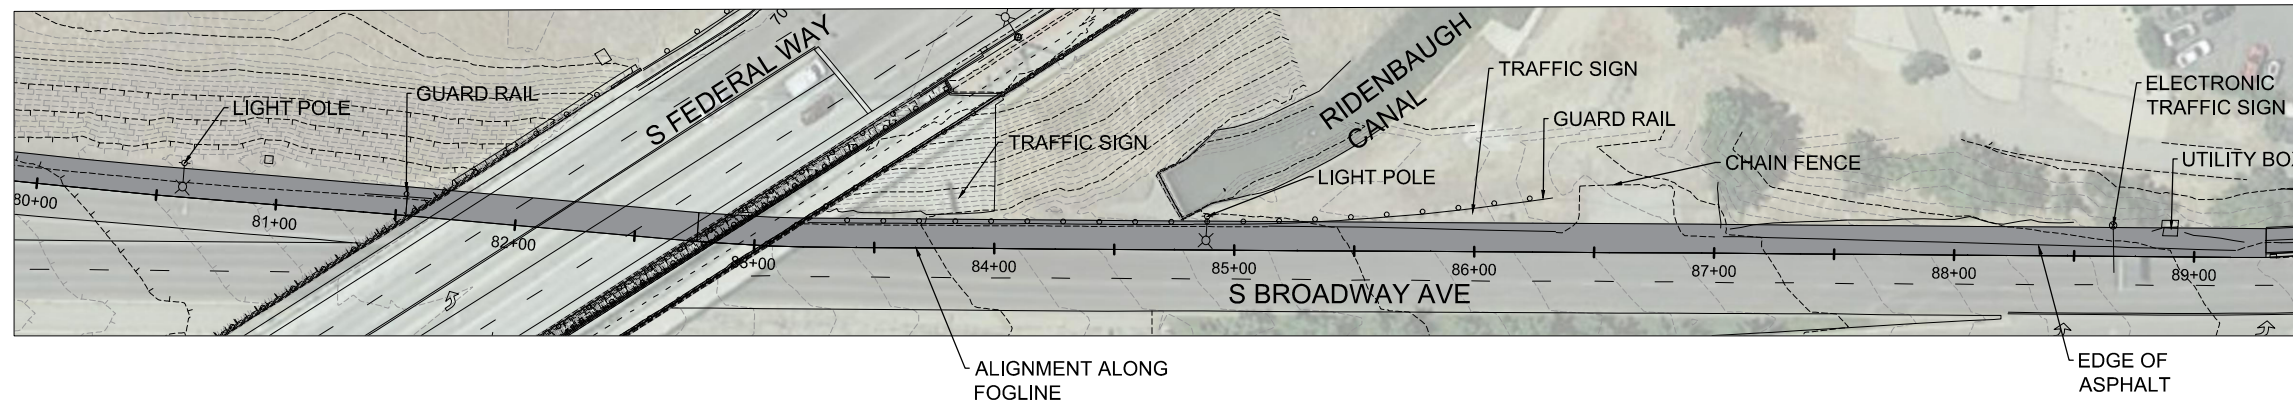 70
S FEDERAL WAY
LIGHT POLE
GUARD RAIL
TRAFFIC SIGN
RIDENBAUGH
CANAL
TRAFFIC SIGN
GUARD RAIL
LIGHT POLE
CHAIN FENCE
ELECTRONIC
TRAFFIC SIGN
UTILITY BO
80+00
81+00
82+00
83+00
84+00
85+00
86+00
87+00
88+00
89+00
S BROADWAY AVE
ALIGNMENT ALONG
FOGLINE
EDGE OF
ASPHALT